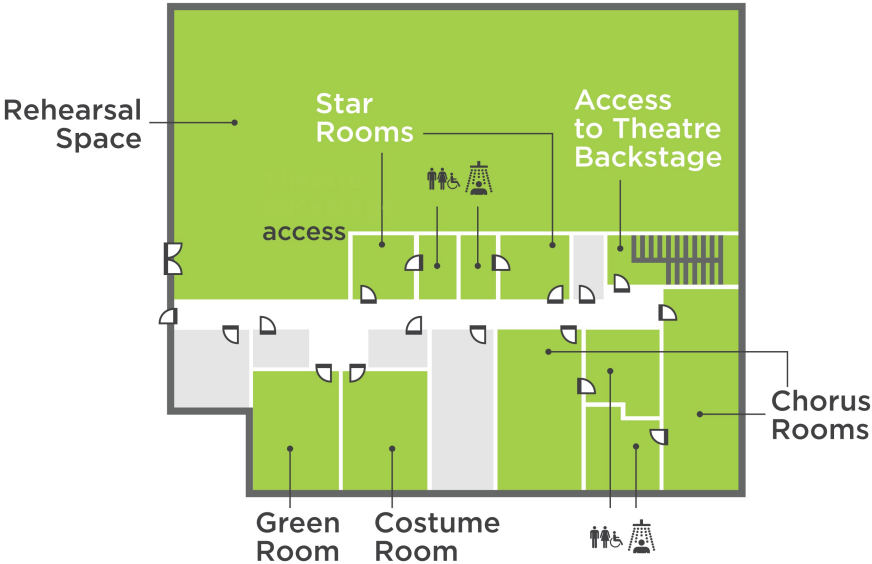 Rehearsal
Space
Star
Rooms
Access
to Theatre
Backstage
access
Chorus
Rooms
Green
Room
Costume
Room